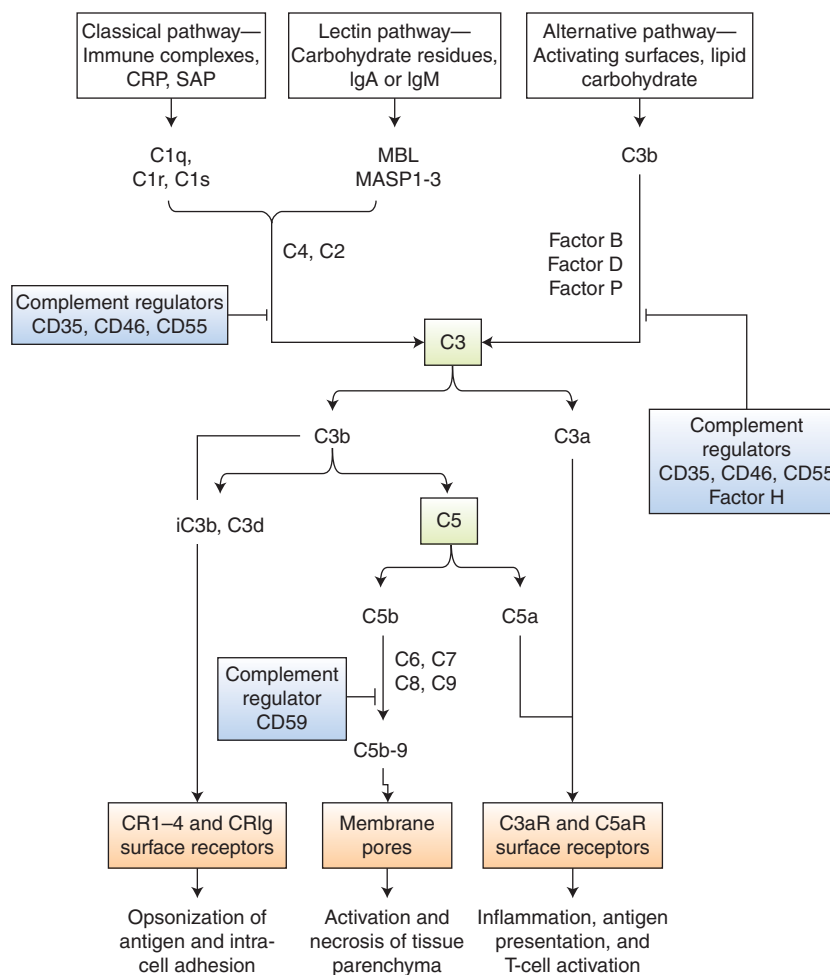 Classical pathway—
Immune complexes,
CRP, SAP
Lectin pathway—
Carbohydrate residues,
IgA or IgM
Alternative pathway—
Activating surfaces, lipid
carbohydrate
C1q,
C1r, C1s
MBL
MASP1-3
C3b
C4, C2
Factor B
Factor D
Factor P
Complement regulators
CD35, CD46, CD55
C3
Complement
regulators
CD35, CD46, CD55
Factor H
C3b
C3a
iC3b, C3d
C5
C5b
C5a
C6, C7
C8, C9
Complement
regulator
CD59
C5b-9
CR1–4 and CRIg
surface receptors
Membrane
pores
C3aR and C5aR
surface receptors
Opsonization of
antigen and intra-
cell adhesion
Activation and
necrosis of tissue
parenchyma
Inflammation, antigen
presentation, and
T-cell activation